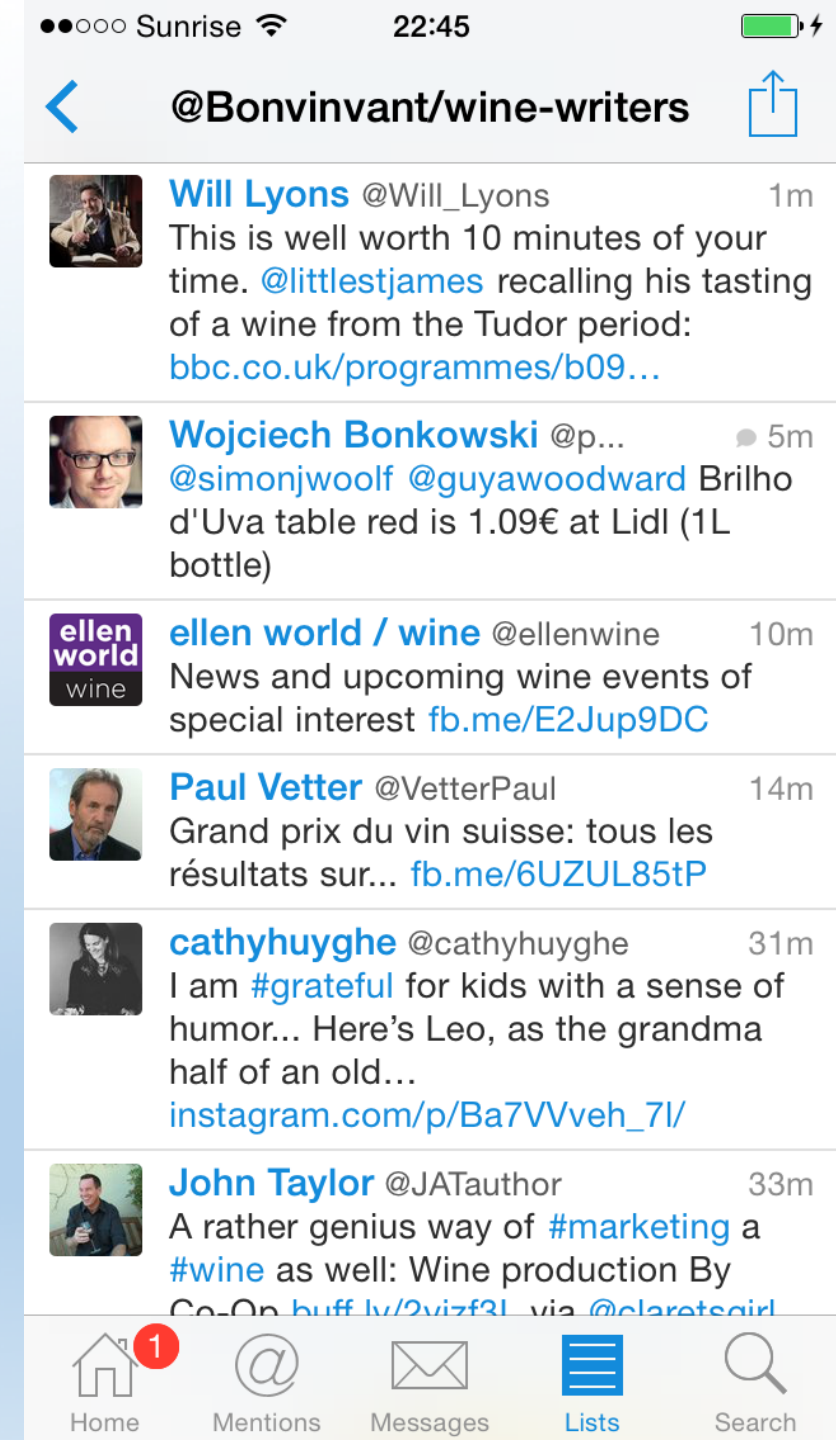 Sunrise 22:45
@Bonvinvant/wine-writers
Will Lyons @Will_Lyons 1m
This is well worth 10 minutes of your
time. @littlestjames recalling his tasting
of a wine from the Tudor period:
bbc.co.uk/programmes/b09...
Wojciech Bonkowski @p... 5m
@simonjwoolf @guyawoodward Brilho
d'Uva table red is 1.09€ at Lidl (1L
bottle)
ellen
world
wine
ellen world / wine @ellenwine 10m
News and upcoming wine events of
special interest fb.me/E2Jup9DC
Paul Vetter @VetterPaul 14m
Grand prix du vin suisse: tous les
résultats sur... fb.me/6UZUL85tP
cathyhuyghe @cathyhuyghe 31m
I am #grateful for kids with a sense of
humor... Here’s Leo, as the grandma
half of an old…
instagram.com/p/Ba7VVveh_7l/
John Taylor @JATauthor 33m
A rather genius way of #marketing a
#wine as well: Wine production By
Co-Op via @claretsgirl
1
Home Mentions Messages Lists Search